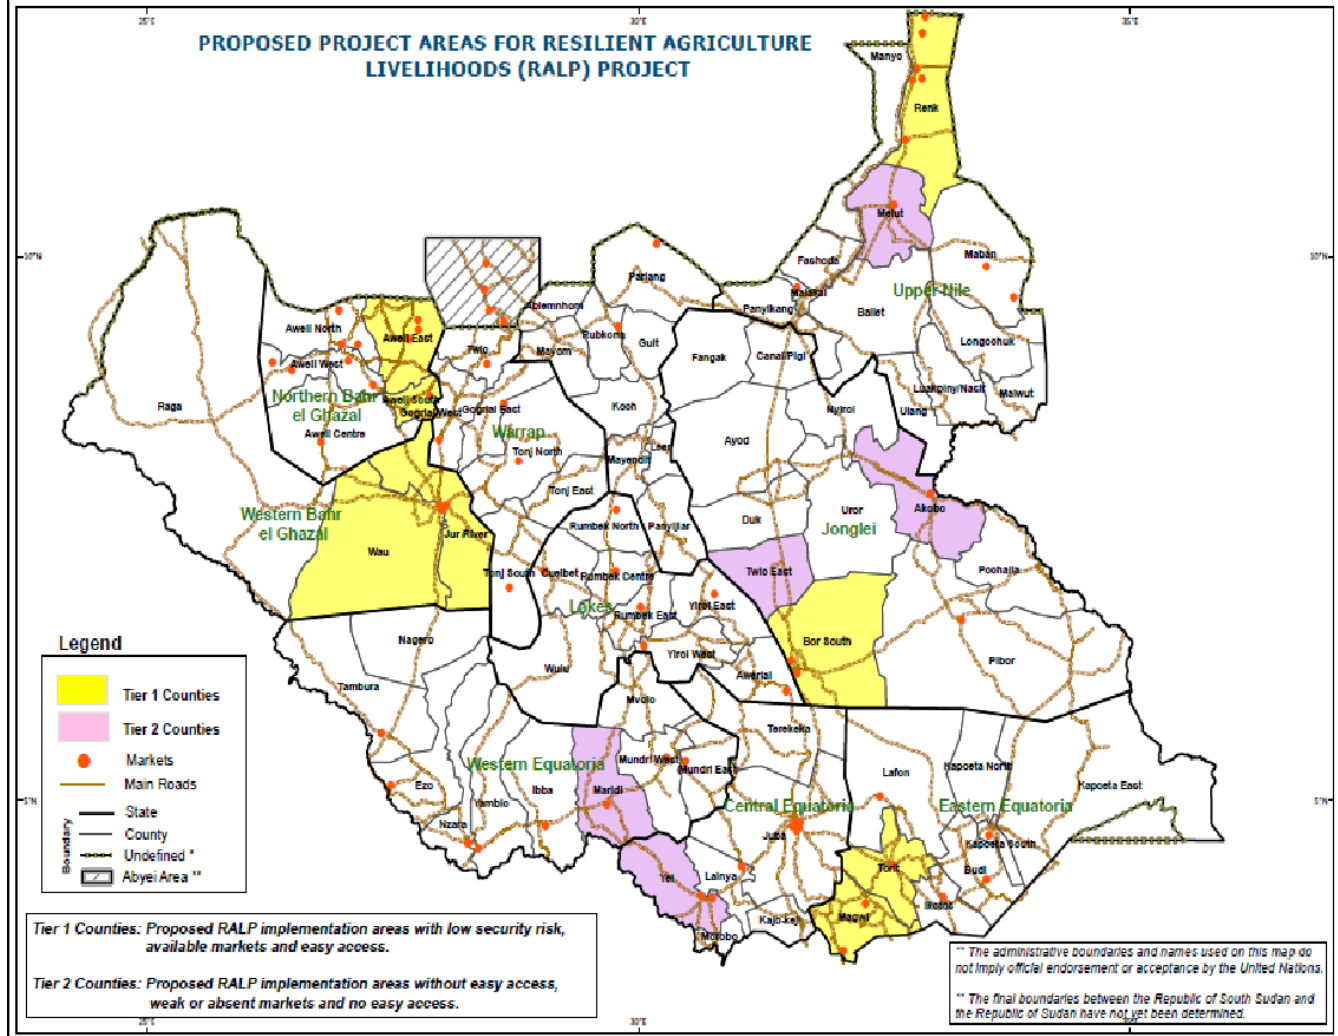 25°E
30°E
35°E
PROPOSED PROJECT AREAS FOR RESILIENT AGRICULTURE
LIVELIHOODS (RALP) PROJECT
Manyo
Renk
Melut
10°N
10°N
Maban
Fashoda
Pariang
Malakal
Upper Nile
Abiemnhom
Panyikang
Baliet
Aweil North
Rubkona
Aweil East
Guit
Longochuk
Twic
Mayom
Fangak
Canal/Pigi
Aweil West
Luakpiny/Nasir
Maiwut
Northern Bahr
el Ghazal
Aweil South
Gogrial West
Gogrial East
Koch
Nyirol
Ulang
Raga
Aweil Centre
Warrap
Ayod
Leer
Tonj North
Mayendit
Tonj East
Akobo
Western Bahr
el Ghazal
Rumbek North
Panyijiar
Duk
Uror
Jonglei
Wau
Jur River
Tonj South
Cueibet
Rumbek Centre
Twic East
Pochalla
Lakes
Rumbek East
Yirol East
Nagero
Bor South
Yirol West
Wulu
Awerial
Pibor
Tambura
Mvolo
Terekeka
Mundri West
Mundri East
Western Equatoria
Lafon
Kapoeta North
Kapoeta East
Ezo
Ibba
Maridi
Yambio
Central Equatoria
Eastern Equatoria
5°N
5°N
Nzara
Juba
Kapoeta South
Torit
Budi
Yei
Lainya
Ikotos
Magwi
Kajo-keji
Morobo
Legend
Tier 1 Counties
Tier 2 Counties
Markets
Main Roads
Boundary
State
County
Undefined *
Abyei Area **
Tier 1 Counties: Proposed RALP implementation areas with low security risk,
available markets and easy access.
Tier 2 Counties: Proposed RALP implementation areas without easy access,
weak or absent markets and no easy access.
** The administrative boundaries and names used on this map do
not imply official endorsement or acceptance by the United Nations.
** The final boundaries between the Republic of South Sudan and
the Republic of Sudan have not yet been determined.
25°E
30°E
35°E